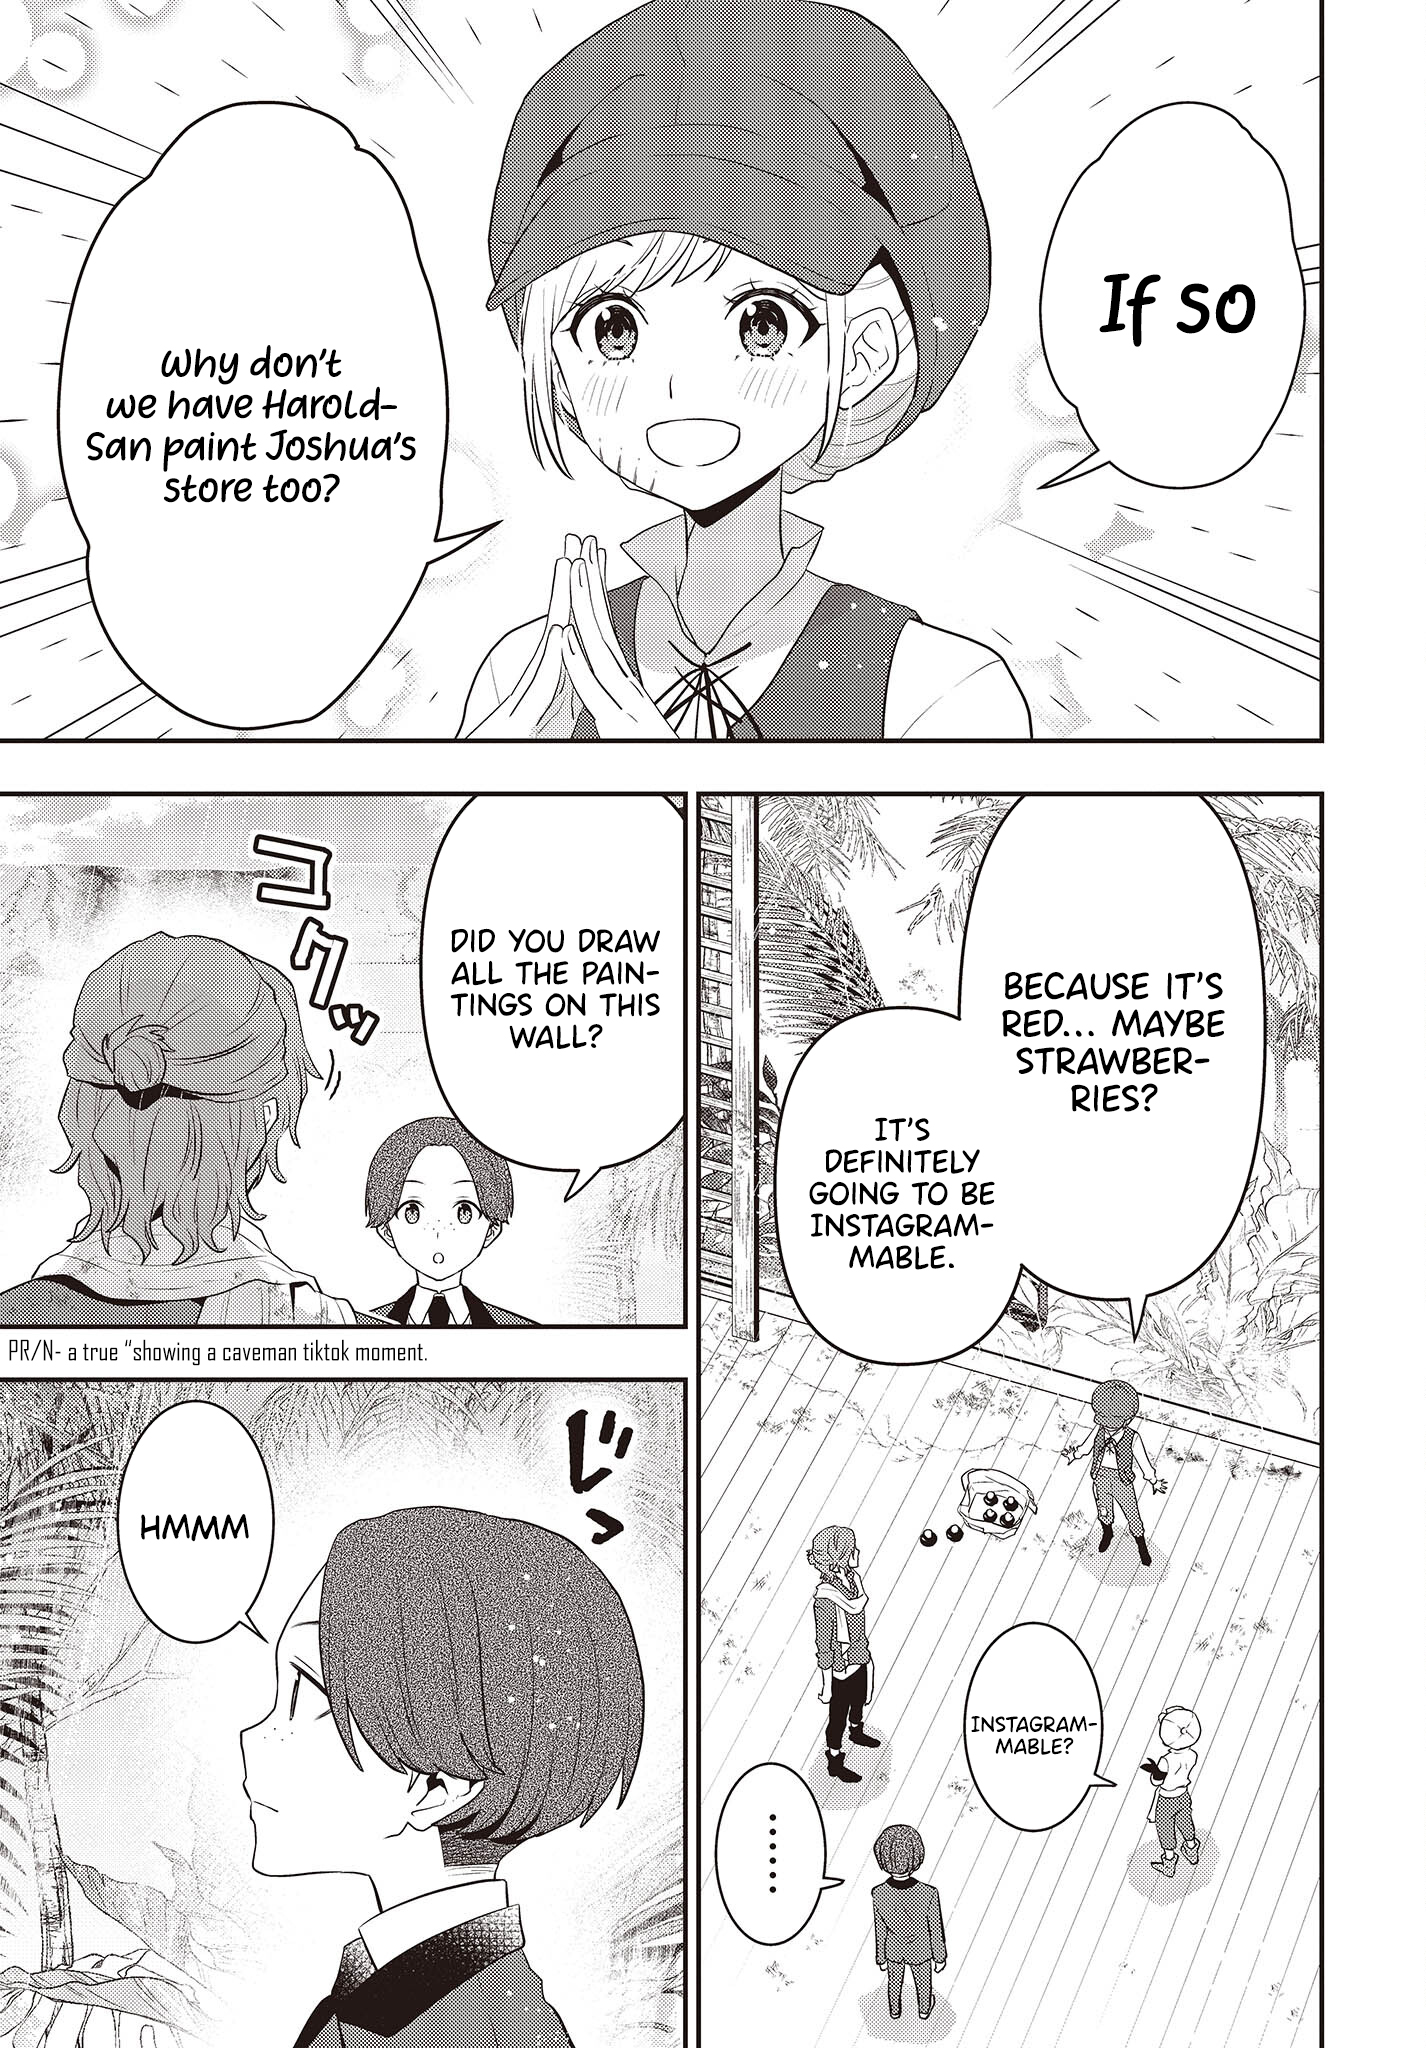 If so
Why don't
we have Harold-
San paint Joshua's
store too?
BECAUSE IT'S
RED... MAYBE
STRAWBER-
RIES?
IT'S
DEFINITELY
GOING TO BE
INSTAGRAM-
MABLE.
INSTAGRAM-
MABLE?
......
DID YOU DRAW
ALL THE PAIN-
TINGS ON THIS
WALL?
コクッ
PR/N- a true "showing a caveman tiktok moment.
じっ
HMMM